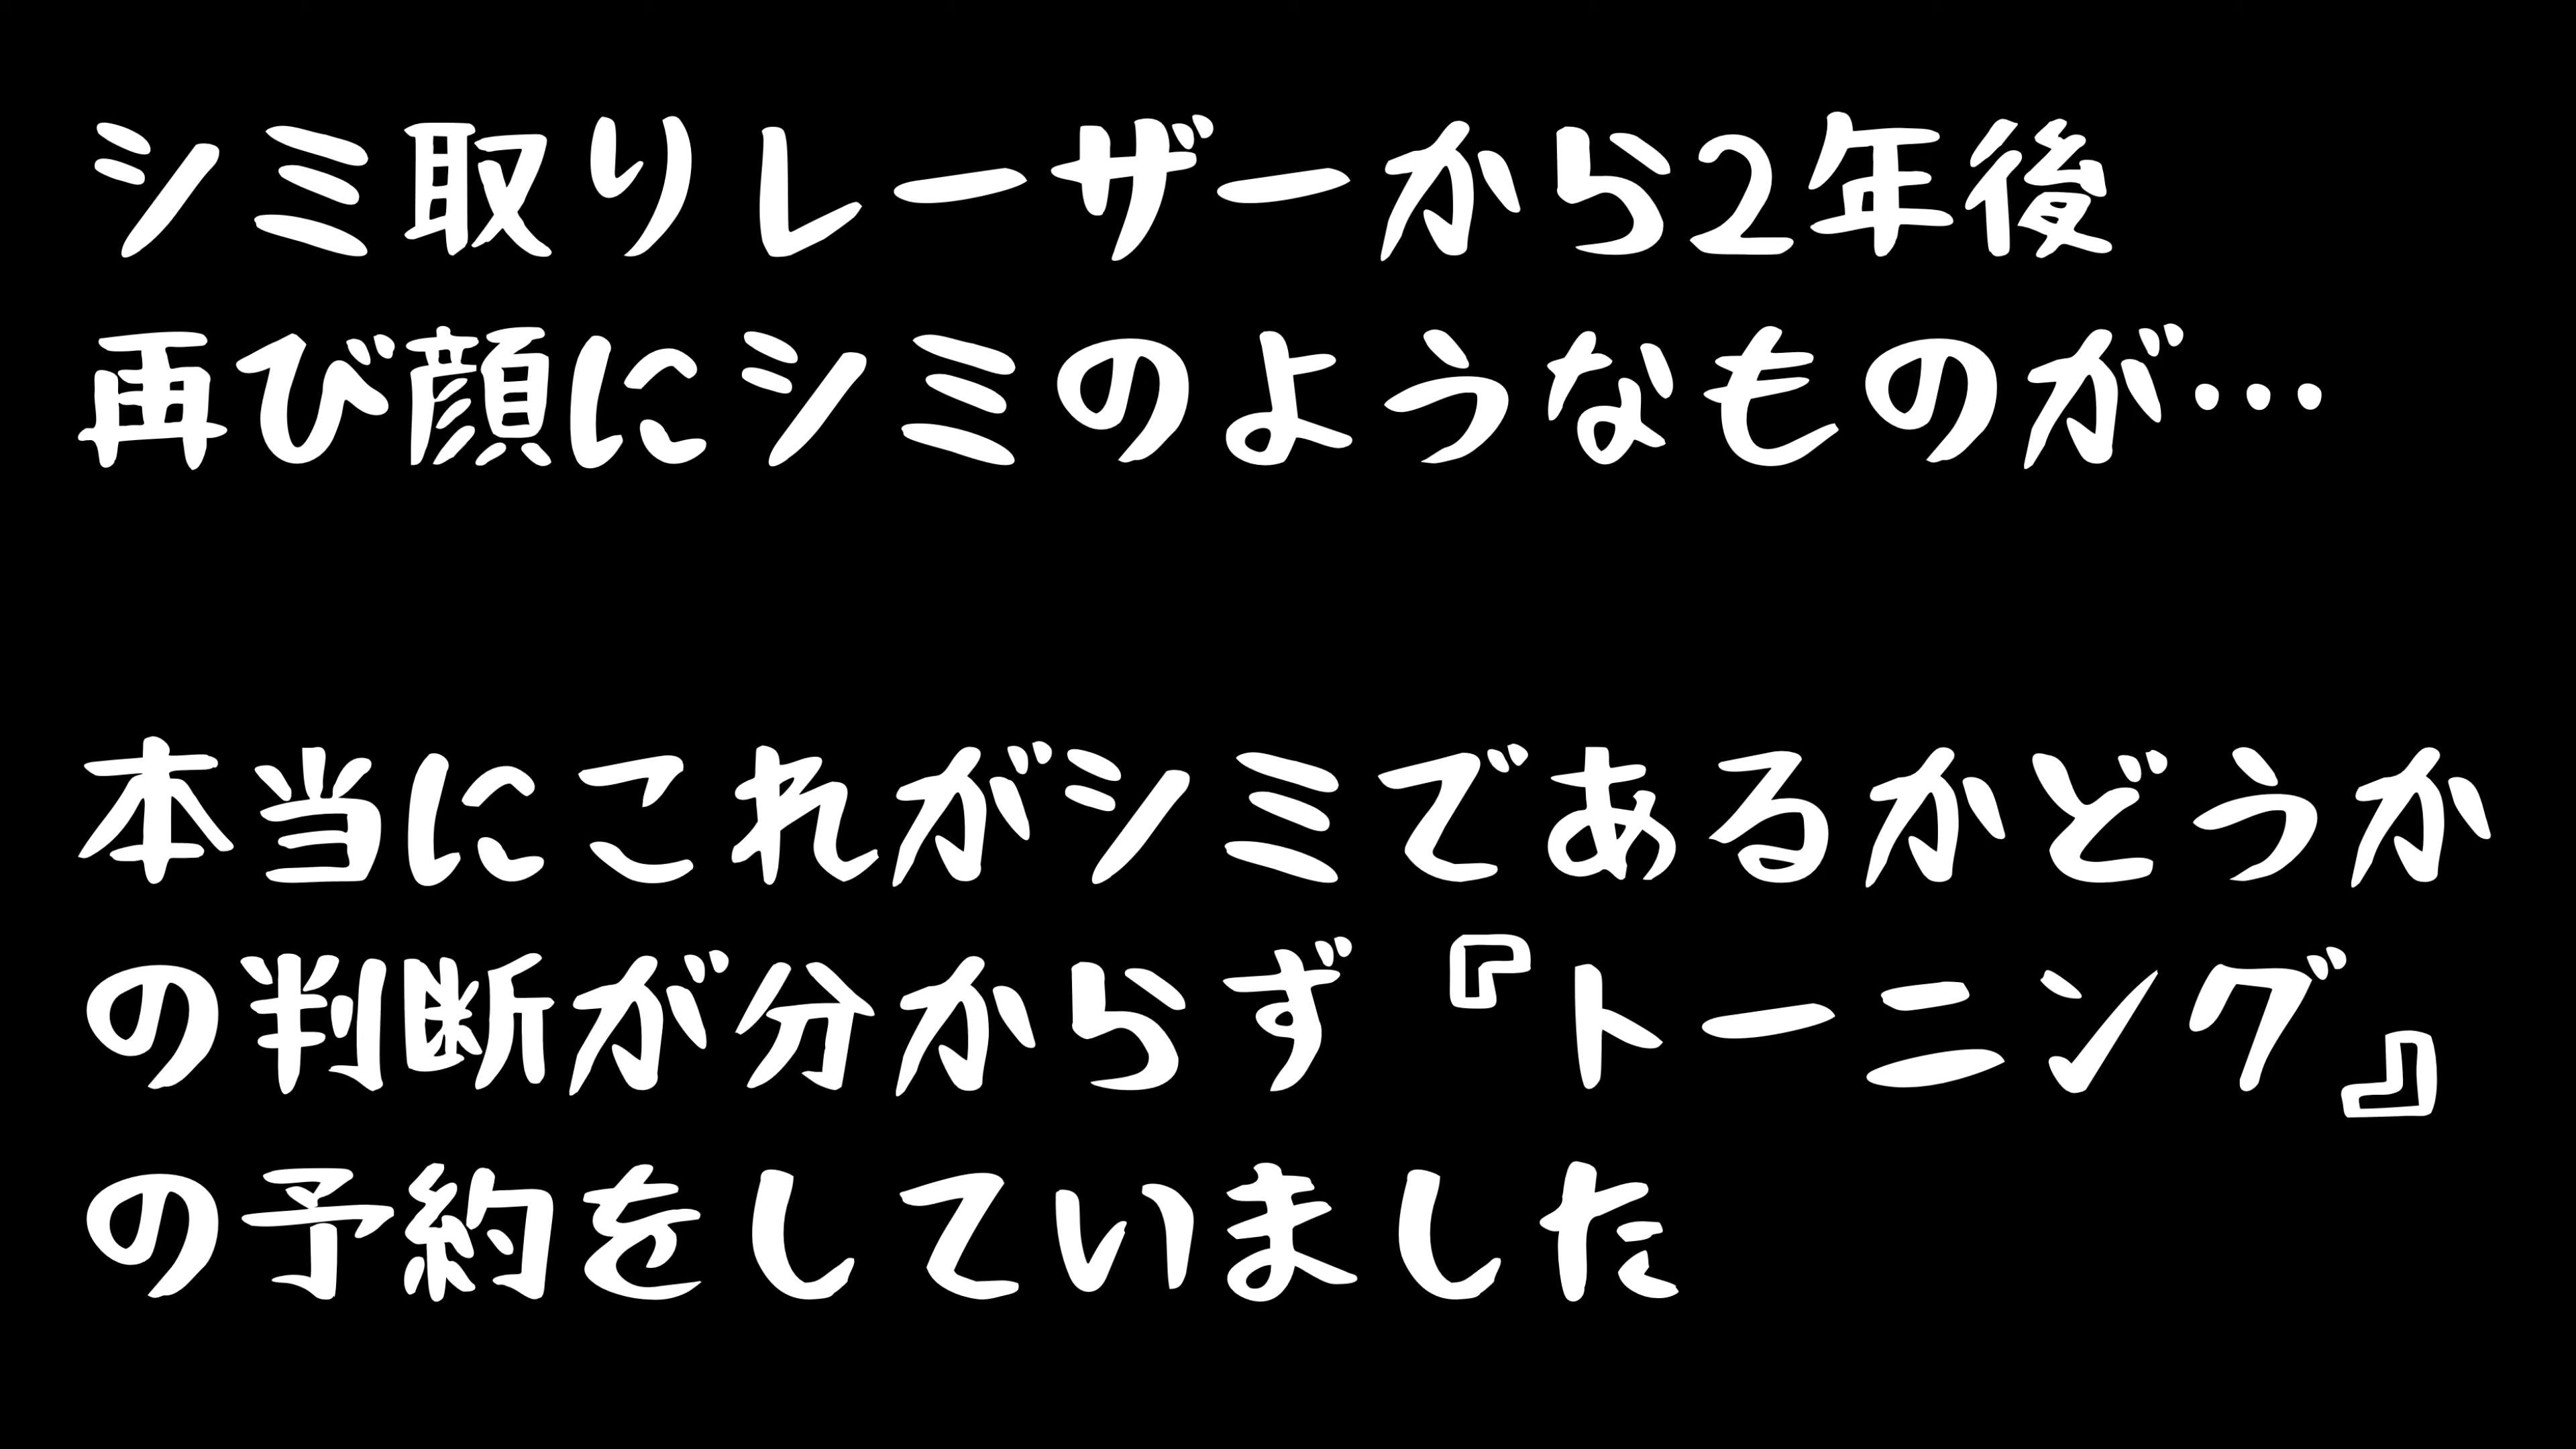 シミ取りレーザーから2年後
再び顔にシミのようなものが…
本当にこれがシミであるかどうか
の判断が分からず『トーニング』
の予約をしていました